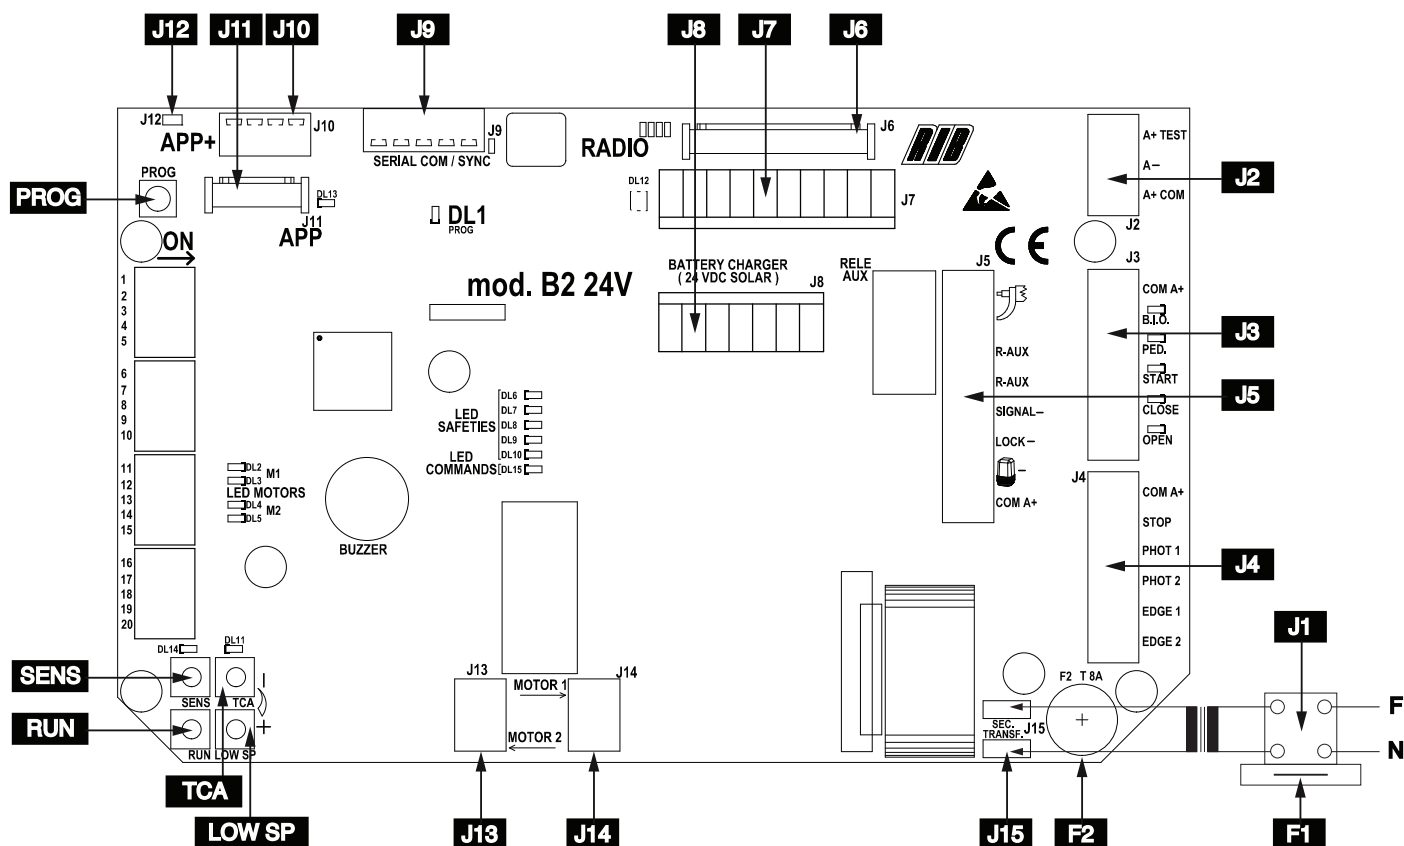 J12
J11
J10
J9
J8
J7
J6
J12
APP+
J10
J9
SERIAL COM / SYNC
RADIO
J6
RIB
A+ TEST
A−
A+ COM
J2
J2
PROG
PROG
DL13
J11
APP
DL1
PROG
DL12
J7
ON
CE
J3
mod. B2 24V
BATTERY CHARGER
( 24 VDC SOLAR )
J8
RELE
AUX
J5
COM A+
B.I.O.
PED.
START
CLOSE
OPEN
J3
J5
R-AUX
R-AUX
SIGNAL−
LOCK−
−
COM A+
1
2
3
4
5
6
7
8
9
10
11
12
13
14
15
16
17
18
19
20
LED
SAFETIES
LED
COMMANDS
DL6
DL7
DL8
DL9
DL10
DL15
DL2
M1
DL3
LED MOTORS
DL4
M2
DL5
BUZZER
J4
COM A+
STOP
PHOT 1
PHOT 2
EDGE 1
EDGE 2
J4
J1
DL14
DL11
SENS
SENS
TCA
−
+
RUN
RUN
LOW SP
TCA
LOW SP
J13
MOTOR 1
J14
MOTOR 2
F2 T 8A
SEC.
TRANSF.
J15
F
N
J13
J14
J15
F2
F1